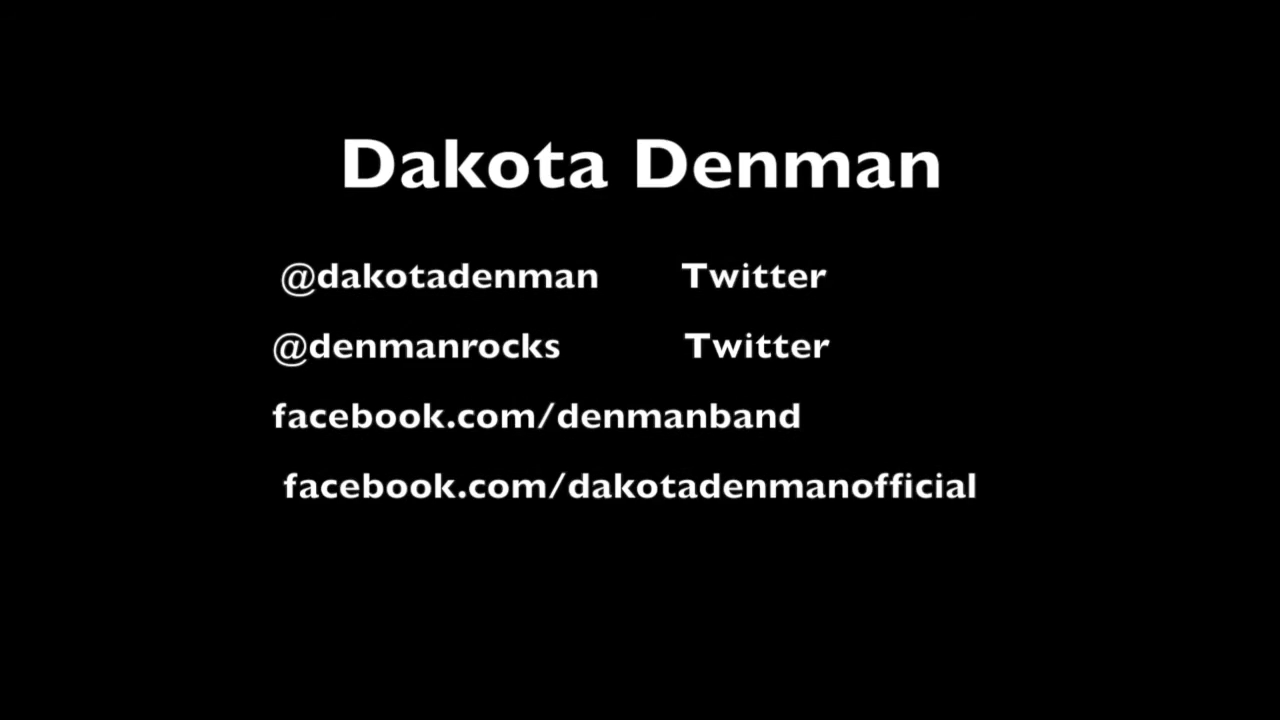 Dakota Denman
@dakotadenman Twitter
@denmanrocks Twitter
facebook.com/denmanband
facebook.com/dakotadenmanofficial